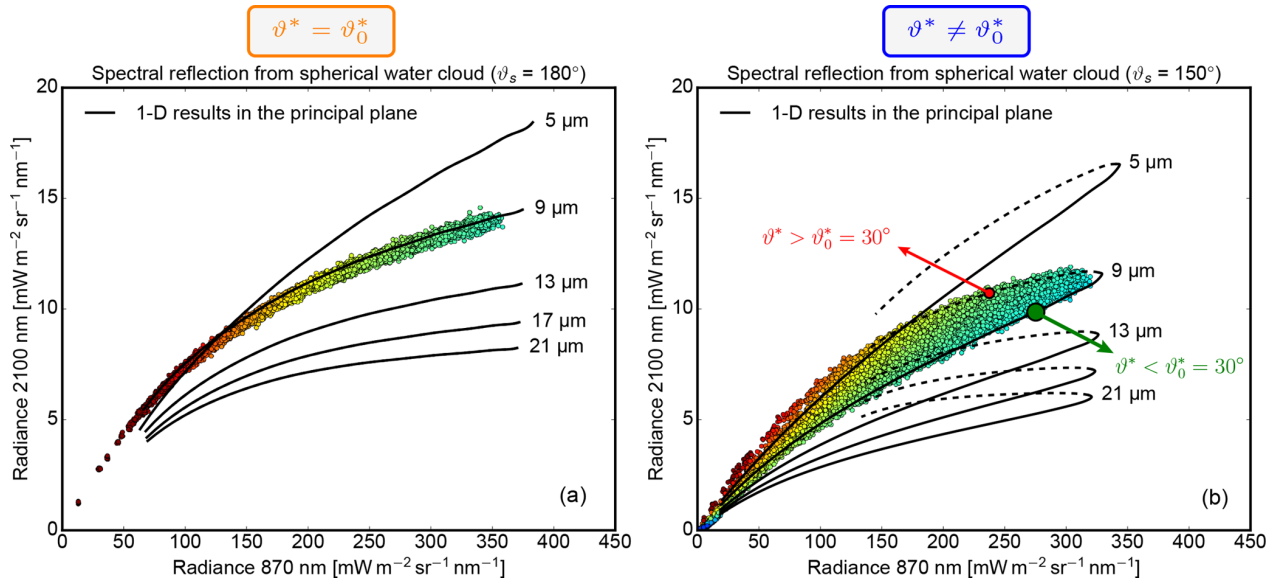 ϑ* = ϑ₀*
Spectral reflection from spherical water cloud (ϑₛ = 180°)
1-D results in the principal plane
5 µm
9 µm
13 µm
17 µm
21 µm
(a)
20
15
10
5
0
Radiance 2100 nm [mW m⁻² sr⁻¹ nm⁻¹]
0 50 100 150 200 250 300 350 400 450
Radiance 870 nm [mW m⁻² sr⁻¹ nm⁻¹]
ϑ* ≠ ϑ₀*
Spectral reflection from spherical water cloud (ϑₛ = 150°)
1-D results in the principal plane
5 µm
ϑ* > ϑ₀* = 30°
9 µm
13 µm
ϑ* < ϑ₀* = 30°
21 µm
(b)
20
15
10
5
0
Radiance 2100 nm [mW m⁻² sr⁻¹ nm⁻¹]
0 50 100 150 200 250 300 350 400 450
Radiance 870 nm [mW m⁻² sr⁻¹ nm⁻¹]